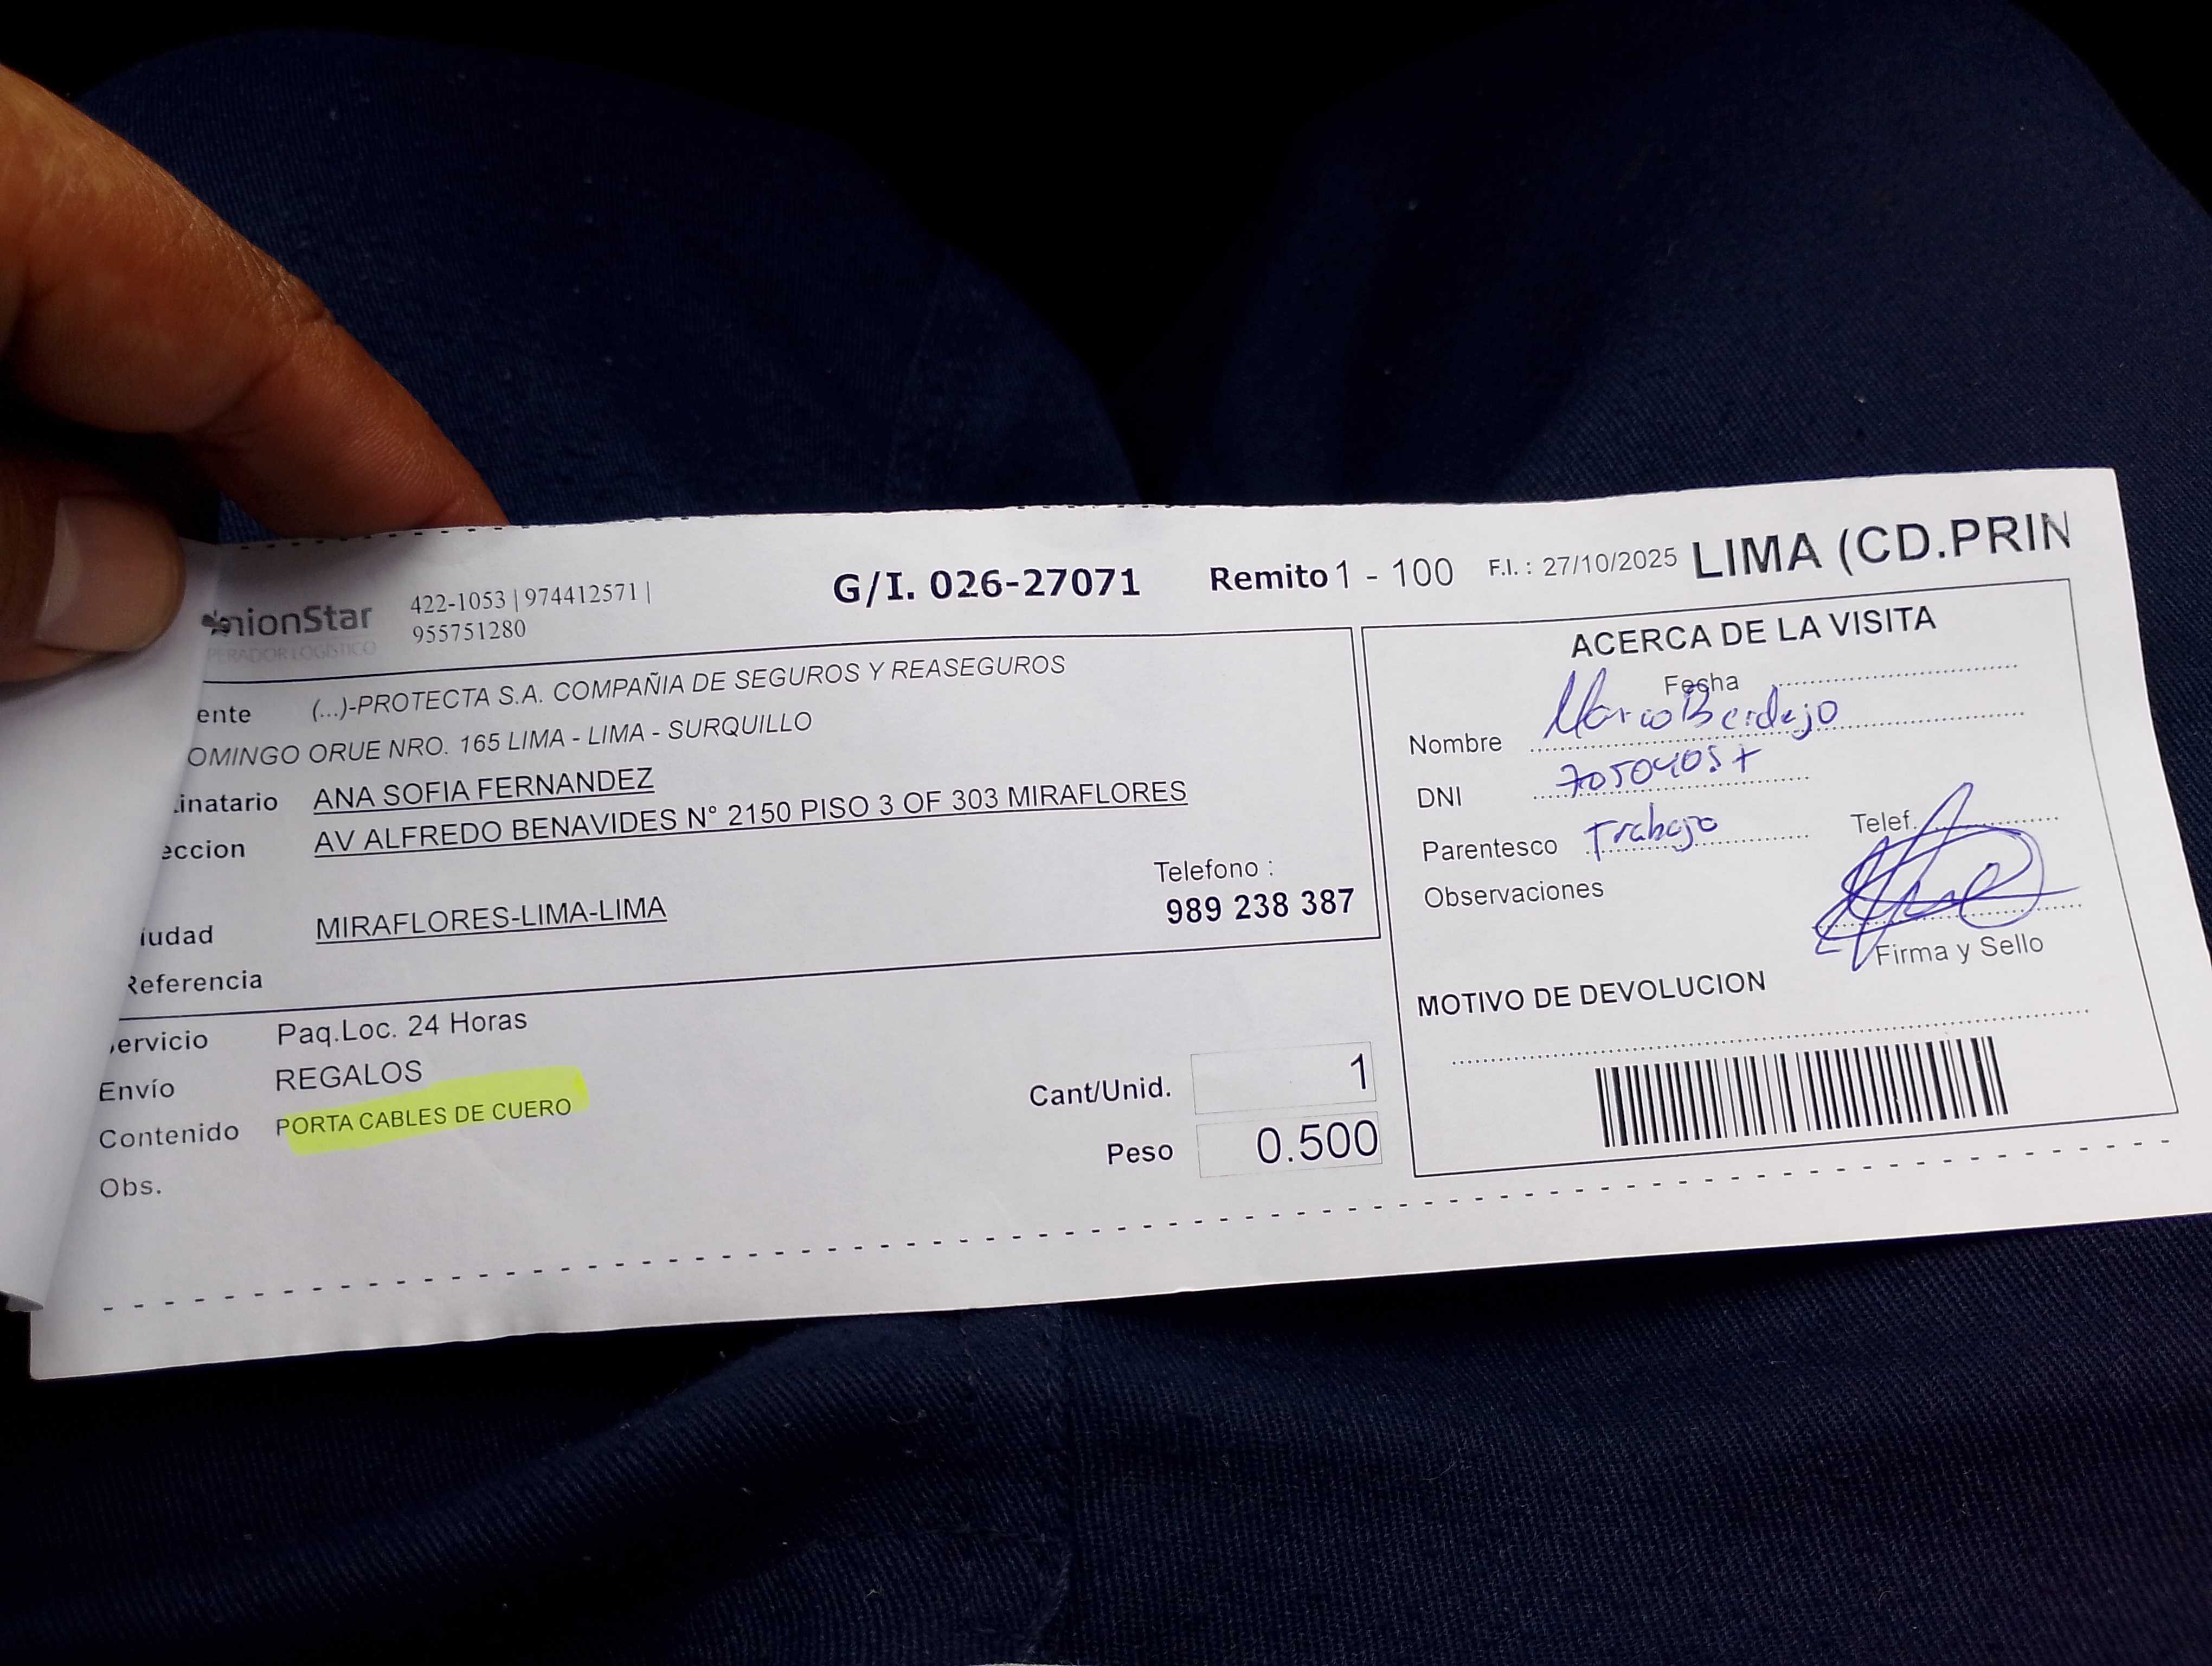 nionStar
PERADOR LOGISTICO
422-1053 | 974412571 |
955751280
G/I. 026-27071
Remito 1 - 100
F.I. : 27/10/2025
LIMA (CD.PRIN
ente (...)-PROTECTA S.A. COMPAÑIA DE SEGUROS Y REASEGUROS
OMINGO ORUE NRO. 165 LIMA - LIMA - SURQUILLO
inatario ANA SOFIA FERNANDEZ
eccion AV ALFREDO BENAVIDES N° 2150 PISO 3 OF 303 MIRAFLORES
Telefono :
989 238 387
iudad MIRAFLORES-LIMA-LIMA
Referencia
ervicio Paq.Loc. 24 Horas
Envío REGALOS
Contenido PORTA CABLES DE CUERO
Obs.
Cant/Unid. 1
Peso 0.500
ACERCA DE LA VISITA
Fecha
Nombre Marco Berdejo
DNI
Parentesco Trabajo
Telef.
Observaciones
Firma y Sello
MOTIVO DE DEVOLUCION